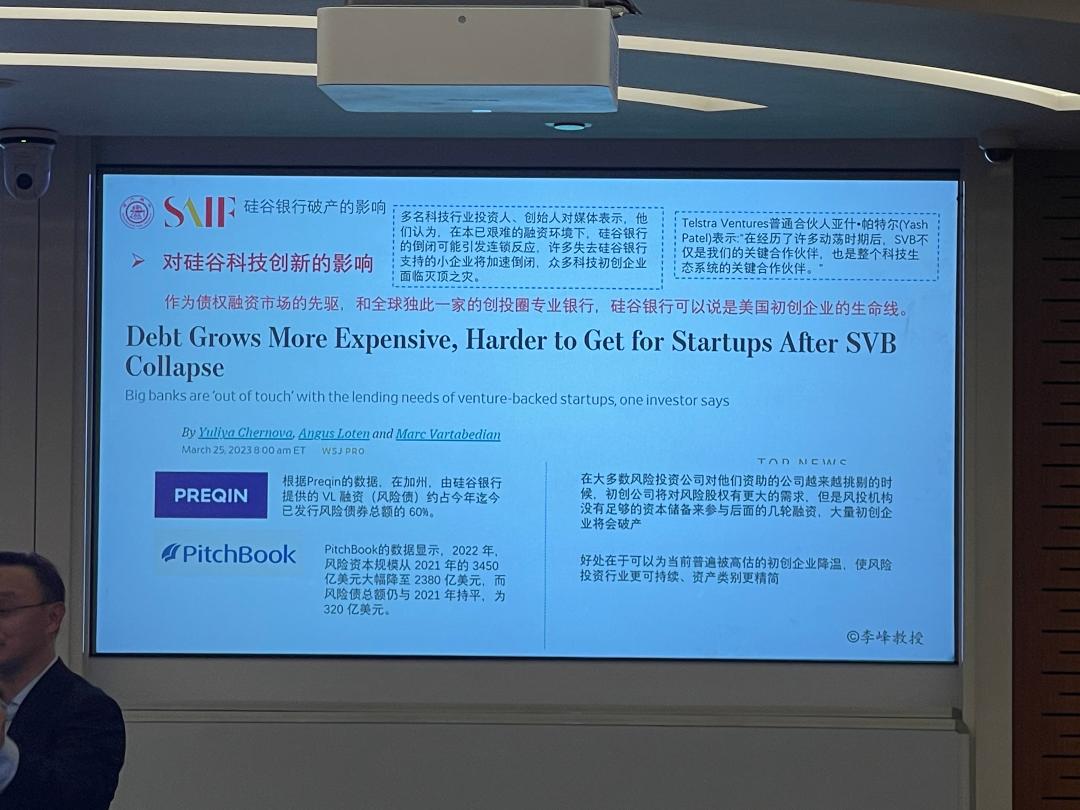 SAIF
硅谷银行破产的影响
多名科技行业投资人、创始人对媒体表示，他
们认为，在本已艰难的融资环境下，硅谷银行
的倒闭可能引发连锁反应，许多失去硅谷银行
支持的小企业将加速倒闭，众多科技初创企业
面临灭顶之灾。
Telstra Ventures普通合伙人亚什•帕特尔(Yash
Patel)表示:“在经历了许多动荡时期后，SVB不
仅是我们的关键合作伙伴，也是整个科技生
态系统的关键合作伙伴。”
➢ 对硅谷科技创新的影响
作为债权融资市场的先驱，和全球独此一家的创投圈专业银行，硅谷银行可以说是美国初创企业的生命线。
Debt Grows More Expensive, Harder to Get for Startups After SVB
Collapse
Big banks are ‘out of touch’ with the lending needs of venture-backed startups, one investor says
By Yuliya Chernova, Angus Loten and Marc Vartabedian
March 25, 2023 8:00 am ET WSJ PRO
TOP NEWS
PREQIN
根据Preqin的数据，在加州，由硅谷银行
提供的 VL 融资（风险债）约占今年迄今
已发行风险债券总额的 60%。
PitchBook
PitchBook的数据显示，2022 年，
风险资本规模从 2021 年的 3450
亿美元大幅降至 2380 亿美元，而
风险债总额仍与 2021 年持平，为
320 亿美元。
在大多数风险投资公司对他们资助的公司越来越挑剔的时
候，初创公司将对风险股权有更大的需求，但是风投机构
没有足够的资本储备来参与后面的几轮融资，大量初创企
业将会破产
好处在于可以为当前普遍被高估的初创企业降温，使风险
投资行业更可持续、资产类别更精简
©李峰教授